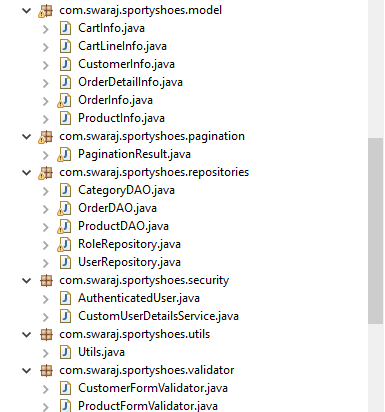 com.swaraj.sportyshoes.model
CartInfo.java
CartLineInfo.java
CustomerInfo.java
OrderDetailInfo.java
OrderInfo.java
ProductInfo.java
com.swaraj.sportyshoes.pagination
PaginationResult.java
com.swaraj.sportyshoes.repositories
CategoryDAO.java
OrderDAO.java
ProductDAO.java
RoleRepository.java
UserRepository.java
com.swaraj.sportyshoes.security
AuthenticatedUser.java
CustomUserDetailsService.java
com.swaraj.sportyshoes.utils
Utils.java
com.swaraj.sportyshoes.validator
CustomerFormValidator.java
ProductFormValidator.java